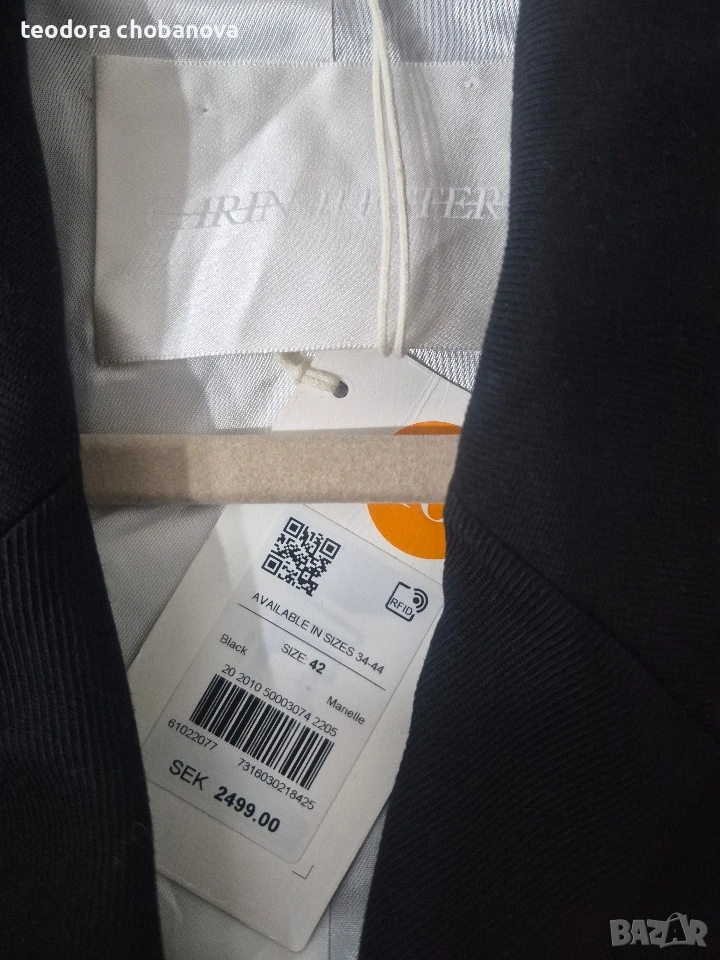 teodora chobanova
RFID
AVAILABLE IN SIZES 34-44
Black
SIZE: 42
Marielle
20 2010 50003074 2205
61022077
7316030218425
SEK 2499.00
BAZAR